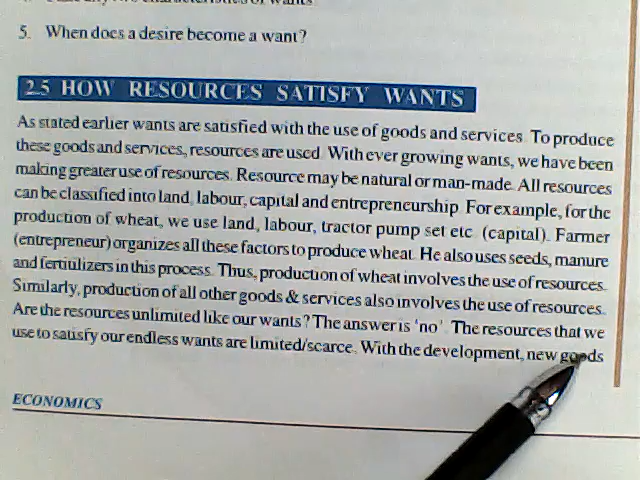 5. When does a desire become a want?
2.5 HOW RESOURCES SATISFY WANTS
As stated earlier wants are satisfied with the use of goods and services. To produce
these goods and services, resources are used. With ever growing wants, we have been
making greater use of resources. Resource may be natural or man-made. All resources
can be classified into land, labour, capital and entrepreneurship. For example, for the
production of wheat, we use land, labour, tractor pump set etc. (capital). Farmer
(entrepreneur) organizes all these factors to produce wheat. He also uses seeds, manure
and fertiulizers in this process. Thus, production of wheat involves the use of resources.
Similarly, production of all other goods & services also involves the use of resources.
Are the resources unlimited like our wants? The answer is 'no'. The resources that we
use to satisfy our endless wants are limited/scarce. With the development, new goods
ECONOMICS